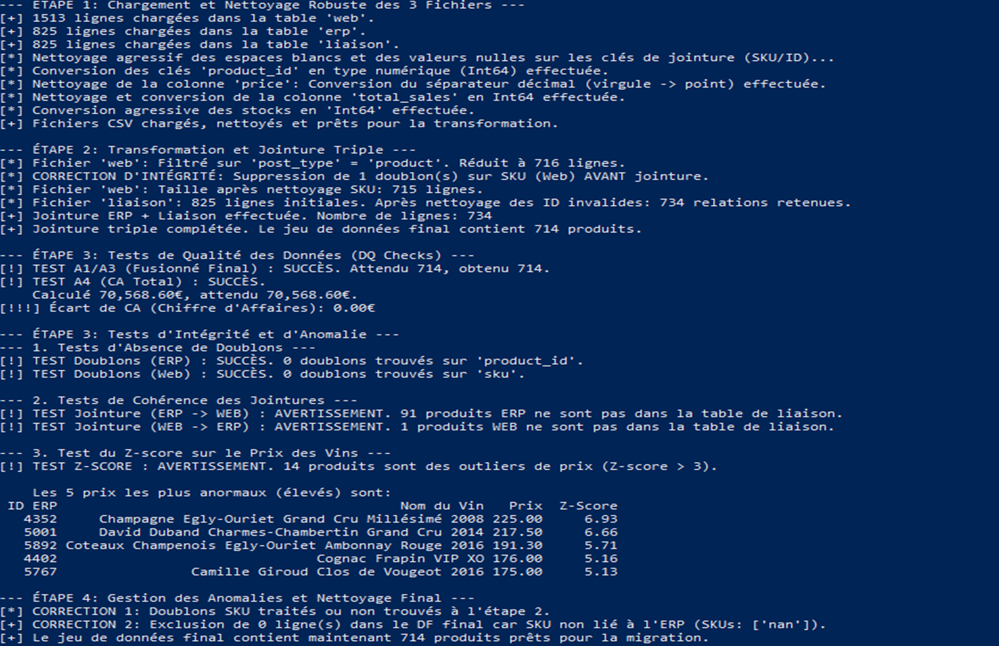 --- ÉTAPE 1: Chargement et Nettoyage Robuste des 3 Fichiers ---
[+] 1513 lignes chargées dans la table 'web'.
[+] 825 lignes chargées dans la table 'erp'.
[+] 825 lignes chargées dans la table 'liaison'.
[*] Nettoyage agressif des espaces blancs et des valeurs nulles sur les clés de jointure (SKU/ID)...
[*] Conversion des clés 'product_id' en type numérique (Int64) effectuée.
[*] Nettoyage de la colonne 'price': Conversion du séparateur décimal (virgule -> point) effectuée.
[*] Nettoyage et conversion de la colonne 'total_sales' en Int64 effectuée.
[*] Conversion agressive des stocks en 'Int64' effectuée.
[+] Fichiers CSV chargés, nettoyés et prêts pour la transformation.
--- ÉTAPE 2: Transformation et Jointure Triple ---
[*] Fichier 'web': Filtré sur 'post_type' = 'product'. Réduit à 716 lignes.
[*] CORRECTION D'INTÉGRITÉ: Suppression de 1 doublon(s) sur SKU (Web) AVANT jointure.
[*] Fichier 'web': Taille après nettoyage SKU: 715 lignes.
[*] Fichier 'liaison': 825 lignes initiales. Après nettoyage des ID invalides: 734 relations retenues.
[+] Jointure ERP + Liaison effectuée. Nombre de lignes: 734
[+] Jointure triple complétée. Le jeu de données final contient 714 produits.
--- ÉTAPE 3: Tests de Qualité des Données (DQ Checks) ---
[!] TEST A1/A3 (Fusionné Final) : SUCCÈS. Attendu 714, obtenu 714.
[!] TEST A4 (CA Total) : SUCCÈS.
Calculé 70,568.60€, attendu 70,568.60€.
[!!!] Écart de CA (Chiffre d'Affaires): 0.00€
--- ÉTAPE 3: Tests d'Intégrité et d'Anomalie ---
--- 1. Tests d'Absence de Doublons ---
[!] TEST Doublons (ERP) : SUCCÈS. 0 doublons trouvés sur 'product_id'.
[!] TEST Doublons (Web) : SUCCÈS. 0 doublons trouvés sur 'sku'.
--- 2. Tests de Cohérence des Jointures ---
[!] TEST Jointure (ERP -> WEB) : AVERTISSEMENT. 91 produits ERP ne sont pas dans la table de liaison.
[!] TEST Jointure (WEB -> ERP) : AVERTISSEMENT. 1 produits WEB ne sont pas dans la table de liaison.
--- 3. Test du Z-score sur le Prix des Vins ---
[!] TEST Z-SCORE : AVERTISSEMENT. 14 produits sont des outliers de prix (Z-score > 3).
Les 5 prix les plus anormaux (élevés) sont:
ID ERP Nom du Vin Prix Z-Score
4352 Champagne Egly-Ouriet Grand Cru Millésimé 2008 225.00 6.93
5001 David Duband Charmes-Chambertin Grand Cru 2014 217.50 6.66
5892 Coteaux Champenois Egly-Ouriet Ambonnay Rouge 2016 191.30 5.71
4402 Cognac Frapin VIP XO 176.00 5.16
5767 Camille Giroud Clos de Vougeot 2016 175.00 5.13
--- ÉTAPE 4: Gestion des Anomalies et Nettoyage Final ---
[*] CORRECTION 1: Doublons SKU traités ou non trouvés à l'étape 2.
[+] CORRECTION 2: Exclusion de 0 ligne(s) dans le DF final car SKU non lié à l'ERP (SKUs: ['nan']).
[+] Le jeu de données final contient maintenant 714 produits prêts pour la migration.